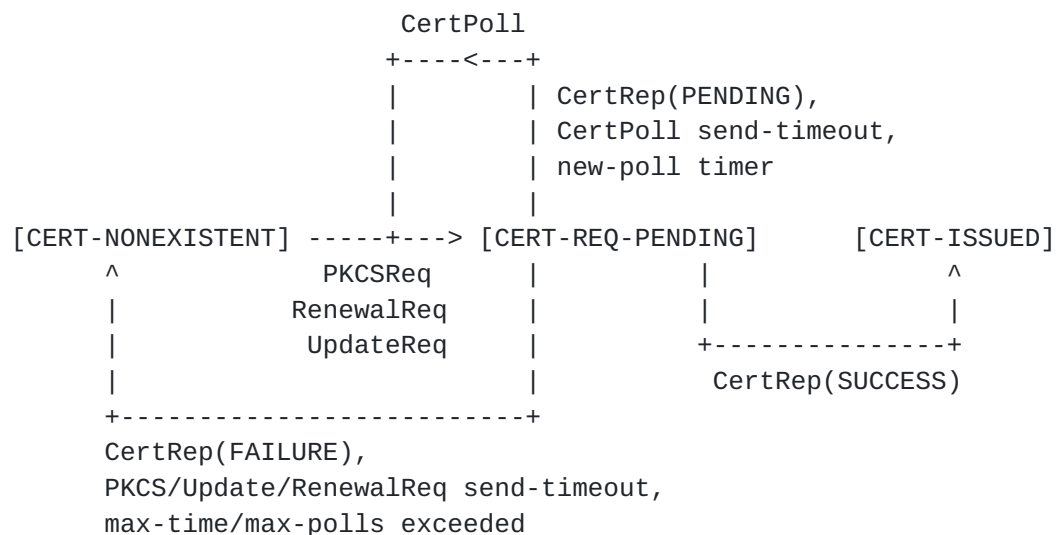 CertPoll
+----<---+
|        | CertRep(PENDING),
|        | CertPoll send-timeout,
|        | new-poll timer
|        |
[CERT-NONEXISTENT] -----+---> [CERT-REQ-PENDING]      [CERT-ISSUED]
^            PKCSReq      |          |               ^
|          RenewalReq     |          |               |
|           UpdateReq     |          +---------------+
|                         |           CertRep(SUCCESS)
+--------------------------+
CertRep(FAILURE),
PKCS/Update/RenewalReq send-timeout,
max-time/max-polls exceeded